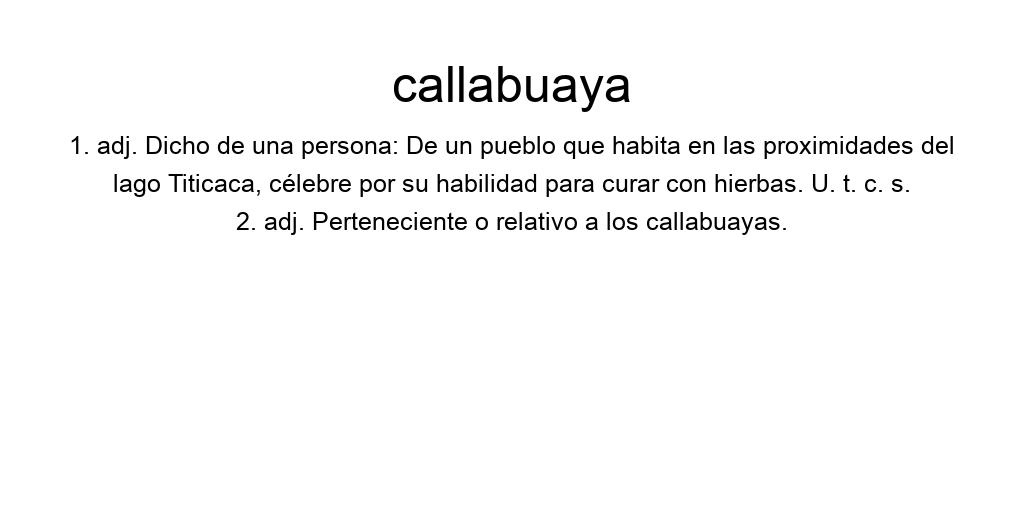 callabuaya
1. adj. Dicho de una persona: De un pueblo que habita en las proximidades del
lago Titicaca, célebre por su habilidad para curar con hierbas. U. t. c. s.
2. adj. Perteneciente o relativo a los callabuayas.